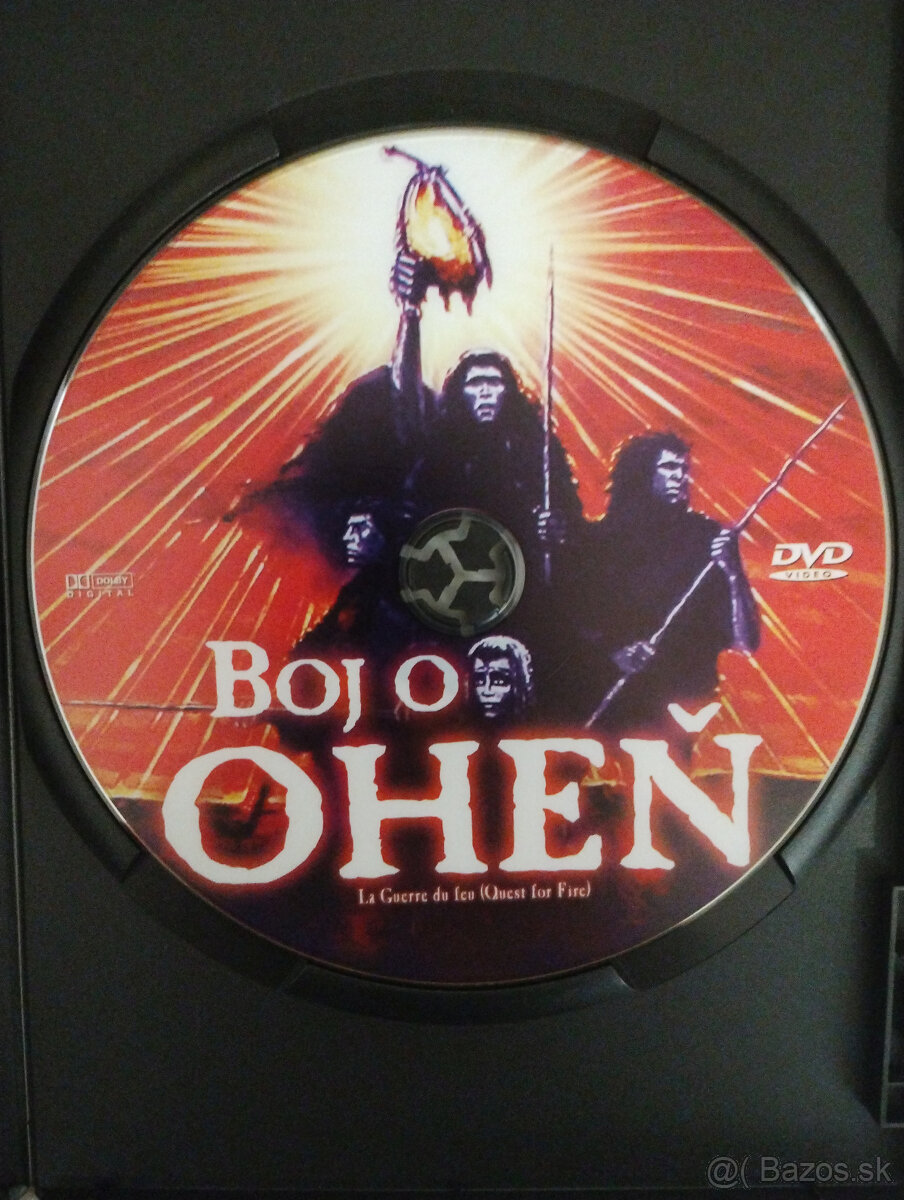 DOLBY
DIGITAL
DVD
VIDEO
BOJ O
OHEŇ
La Guerre du feu (Quest for Fire)
@( Bazos.sk